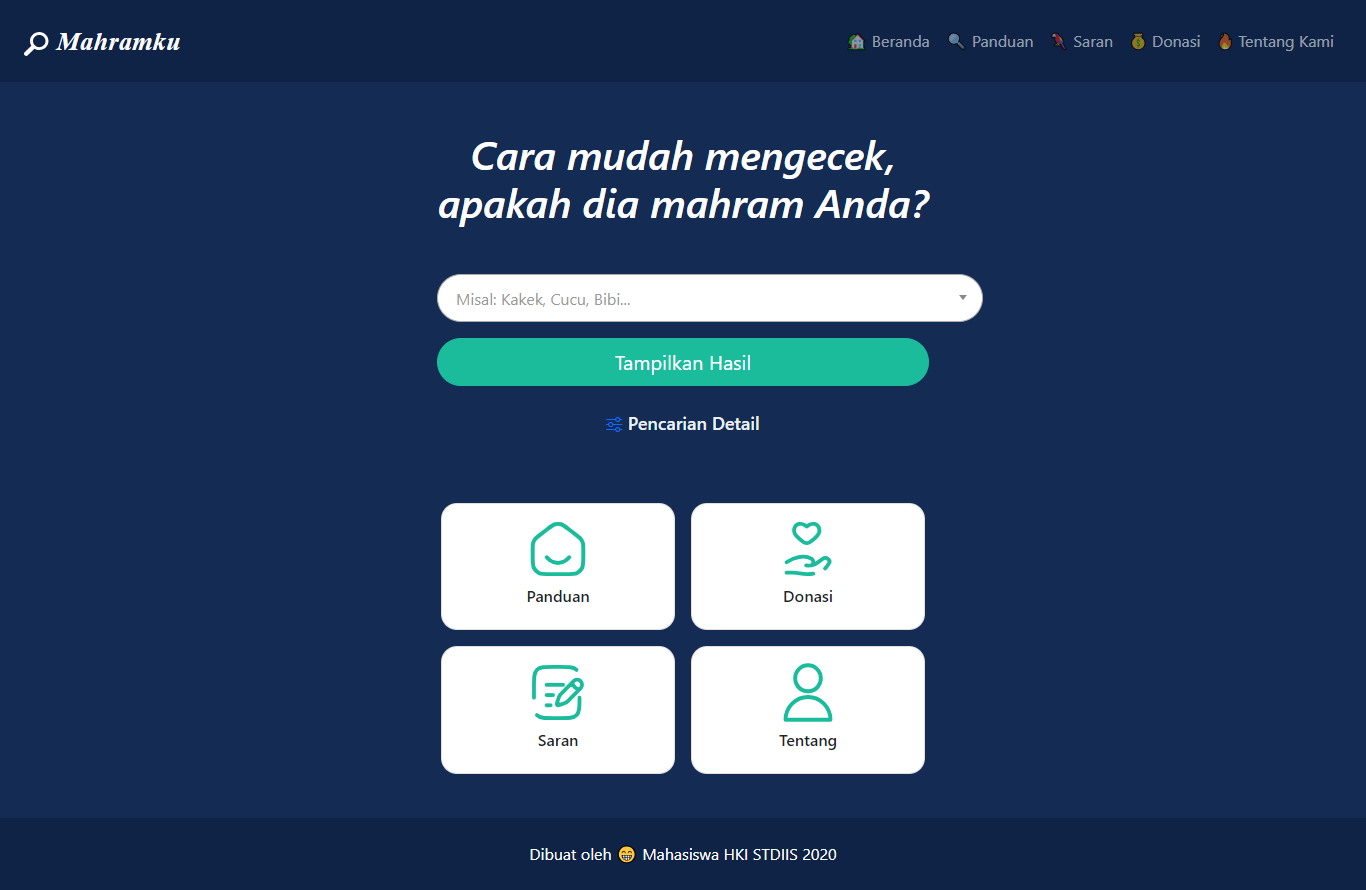 Mahramku
Beranda Panduan Saran Donasi Tentang Kami
Cara mudah mengecek,
apakah dia mahram Anda?
Misal: Kakek, Cucu, Bibi...
Tampilkan Hasil
Pencarian Detail
Panduan Donasi
Saran Tentang
Dibuat oleh 😁 Mahasiswa HKI STDIIS 2020